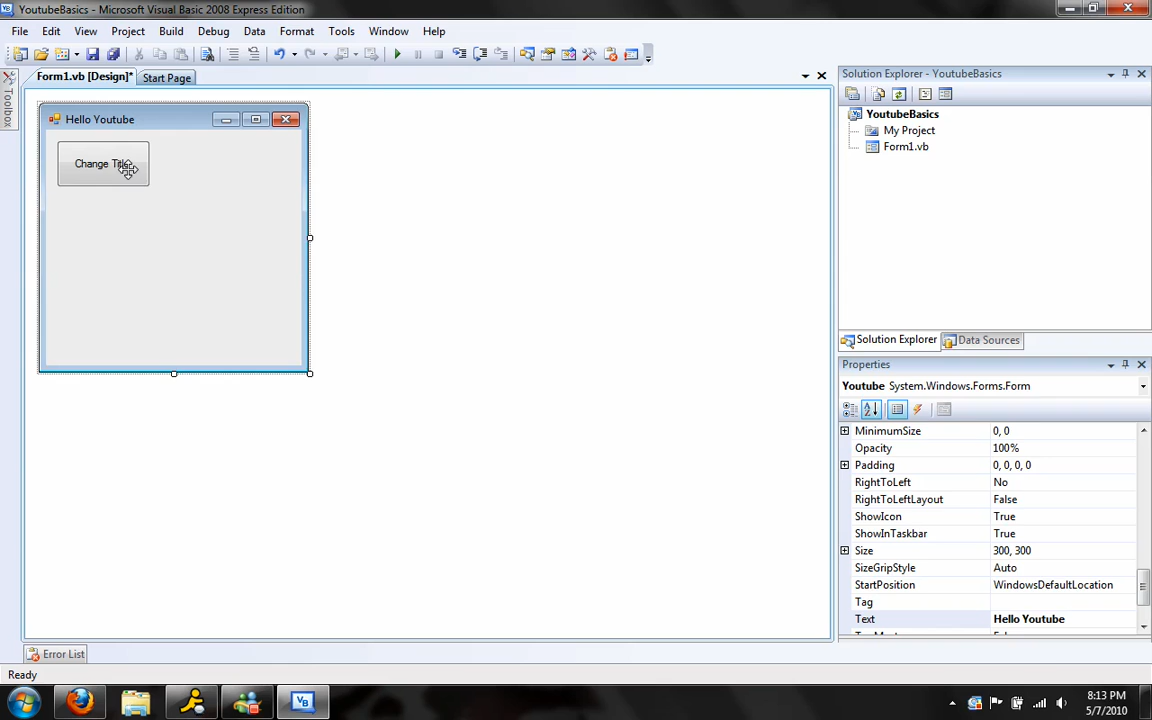 YoutubeBasics - Microsoft Visual Basic 2008 Express Edition
File Edit View Project Build Debug Data Format Tools Window Help
Form1.vb [Design]* Start Page
Toolbox
Hello Youtube
Change
Solution Explorer - YoutubeBasics
YoutubeBasics
My Project
Form1.vb
Solution Explorer Data Sources
Properties
Youtube System.Windows.Forms.Form
MinimumSize 0, 0
Opacity 100%
Padding 0, 0, 0, 0
RightToLeft No
RightToLeftLayout False
ShowIcon True
ShowInTaskbar True
Size 300, 300
SizeGripStyle Auto
StartPosition WindowsDefaultLocation
Tag
Text Hello Youtube
Error List
Ready
VB
8:13 PM
5/7/2010